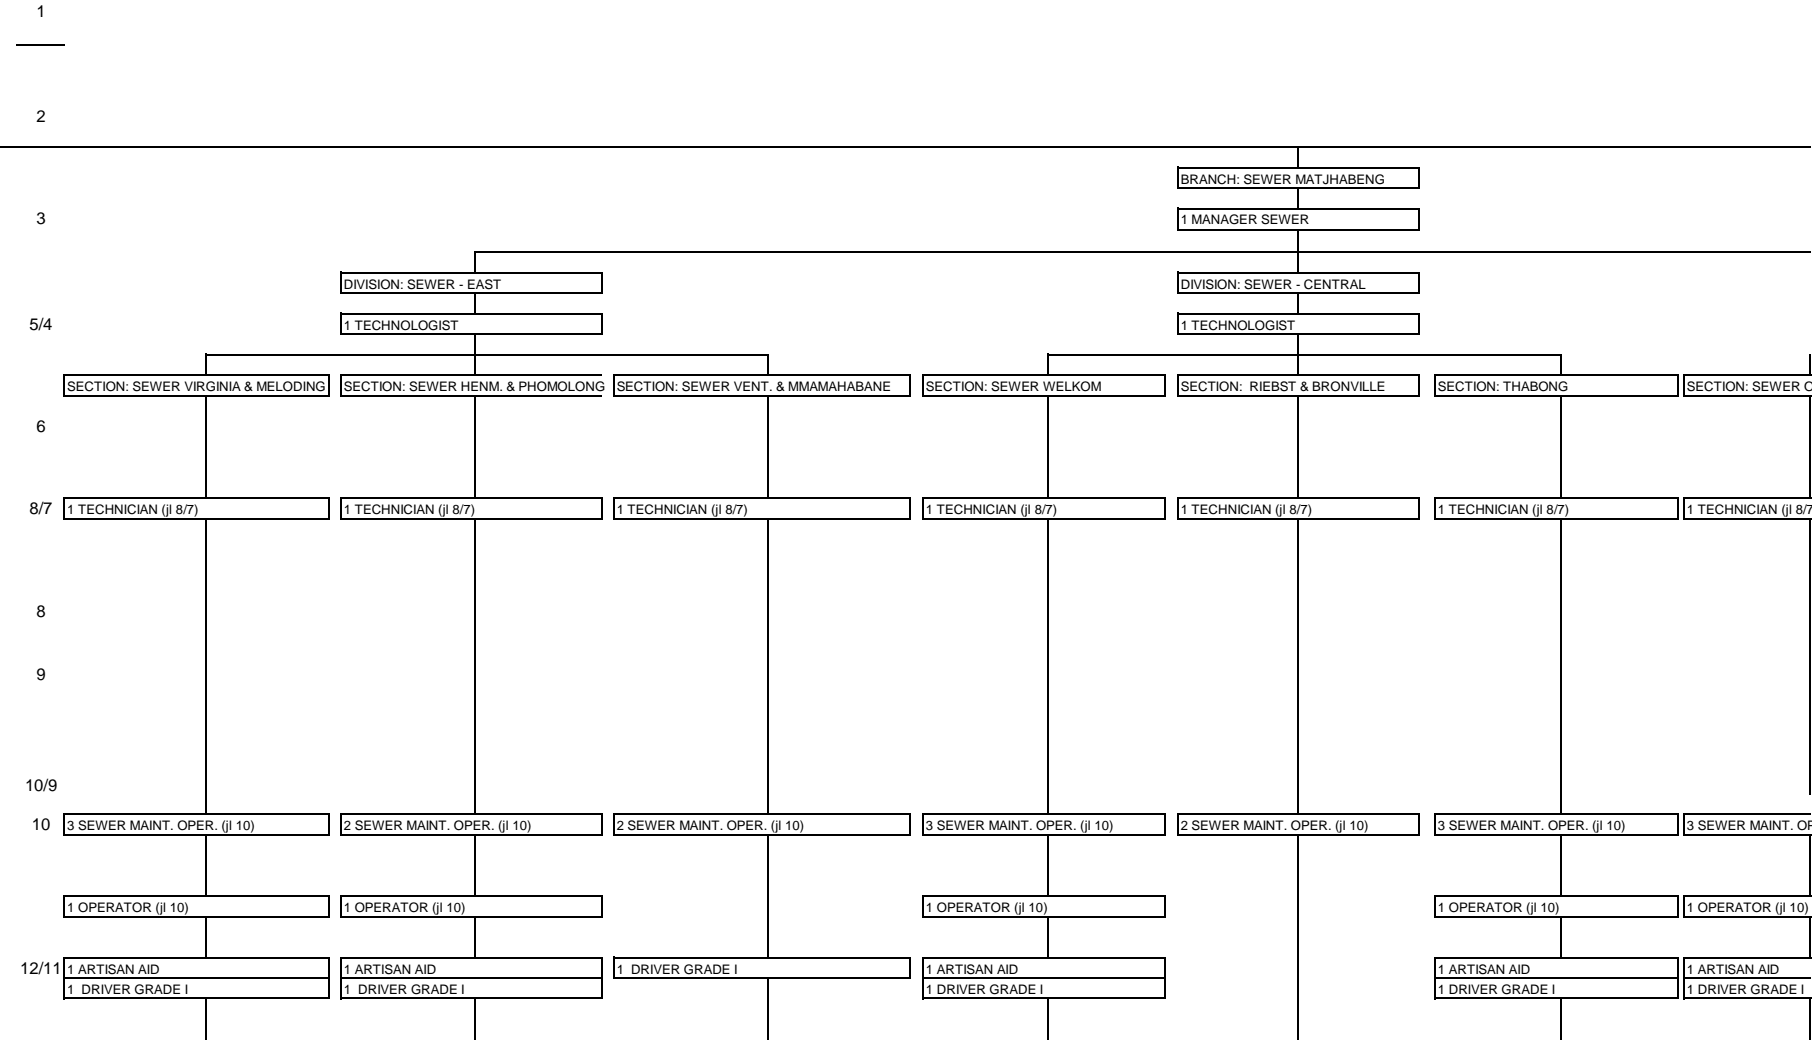 1
2
BRANCH: SEWER MATJHABENG
3
1 MANAGER SEWER
DIVISION: SEWER - EAST
DIVISION: SEWER - CENTRAL
5/4
1 TECHNOLOGIST
1 TECHNOLOGIST
SECTION: SEWER VIRGINIA & MELODING
SECTION: SEWER HENM. & PHOMOLONG
SECTION: SEWER VENT. & MMAMAHABANE
SECTION: SEWER WELKOM
SECTION:  RIEBST & BRONVILLE
SECTION: THABONG
SECTION: SEWER
6
8/7
1 TECHNICIAN (jl 8/7)
1 TECHNICIAN (jl 8/7)
1 TECHNICIAN (jl 8/7)
1 TECHNICIAN (jl 8/7)
1 TECHNICIAN (jl 8/7)
1 TECHNICIAN (jl 8/7)
1 TECHNICIAN (jl 8/7
8
9
10/9
10
3 SEWER MAINT. OPER. (jl 10)
2 SEWER MAINT. OPER. (jl 10)
2 SEWER MAINT. OPER. (jl 10)
3 SEWER MAINT. OPER. (jl 10)
2 SEWER MAINT. OPER. (jl 10)
3 SEWER MAINT. OPER. (jl 10)
3 SEWER MAINT.
1 OPERATOR (jl 10)
1 OPERATOR (jl 10)
1 OPERATOR (jl 10)
1 OPERATOR (jl 10)
1 OPERATOR (jl 10)
12/11
1 ARTISAN AID
1 ARTISAN AID
1  DRIVER GRADE I
1 ARTISAN AID
1 ARTISAN AID
1 ARTISAN AID
1  DRIVER GRADE I
1  DRIVER GRADE I
1 DRIVER GRADE I
1 DRIVER GRADE I
1 DRIVER GRADE I